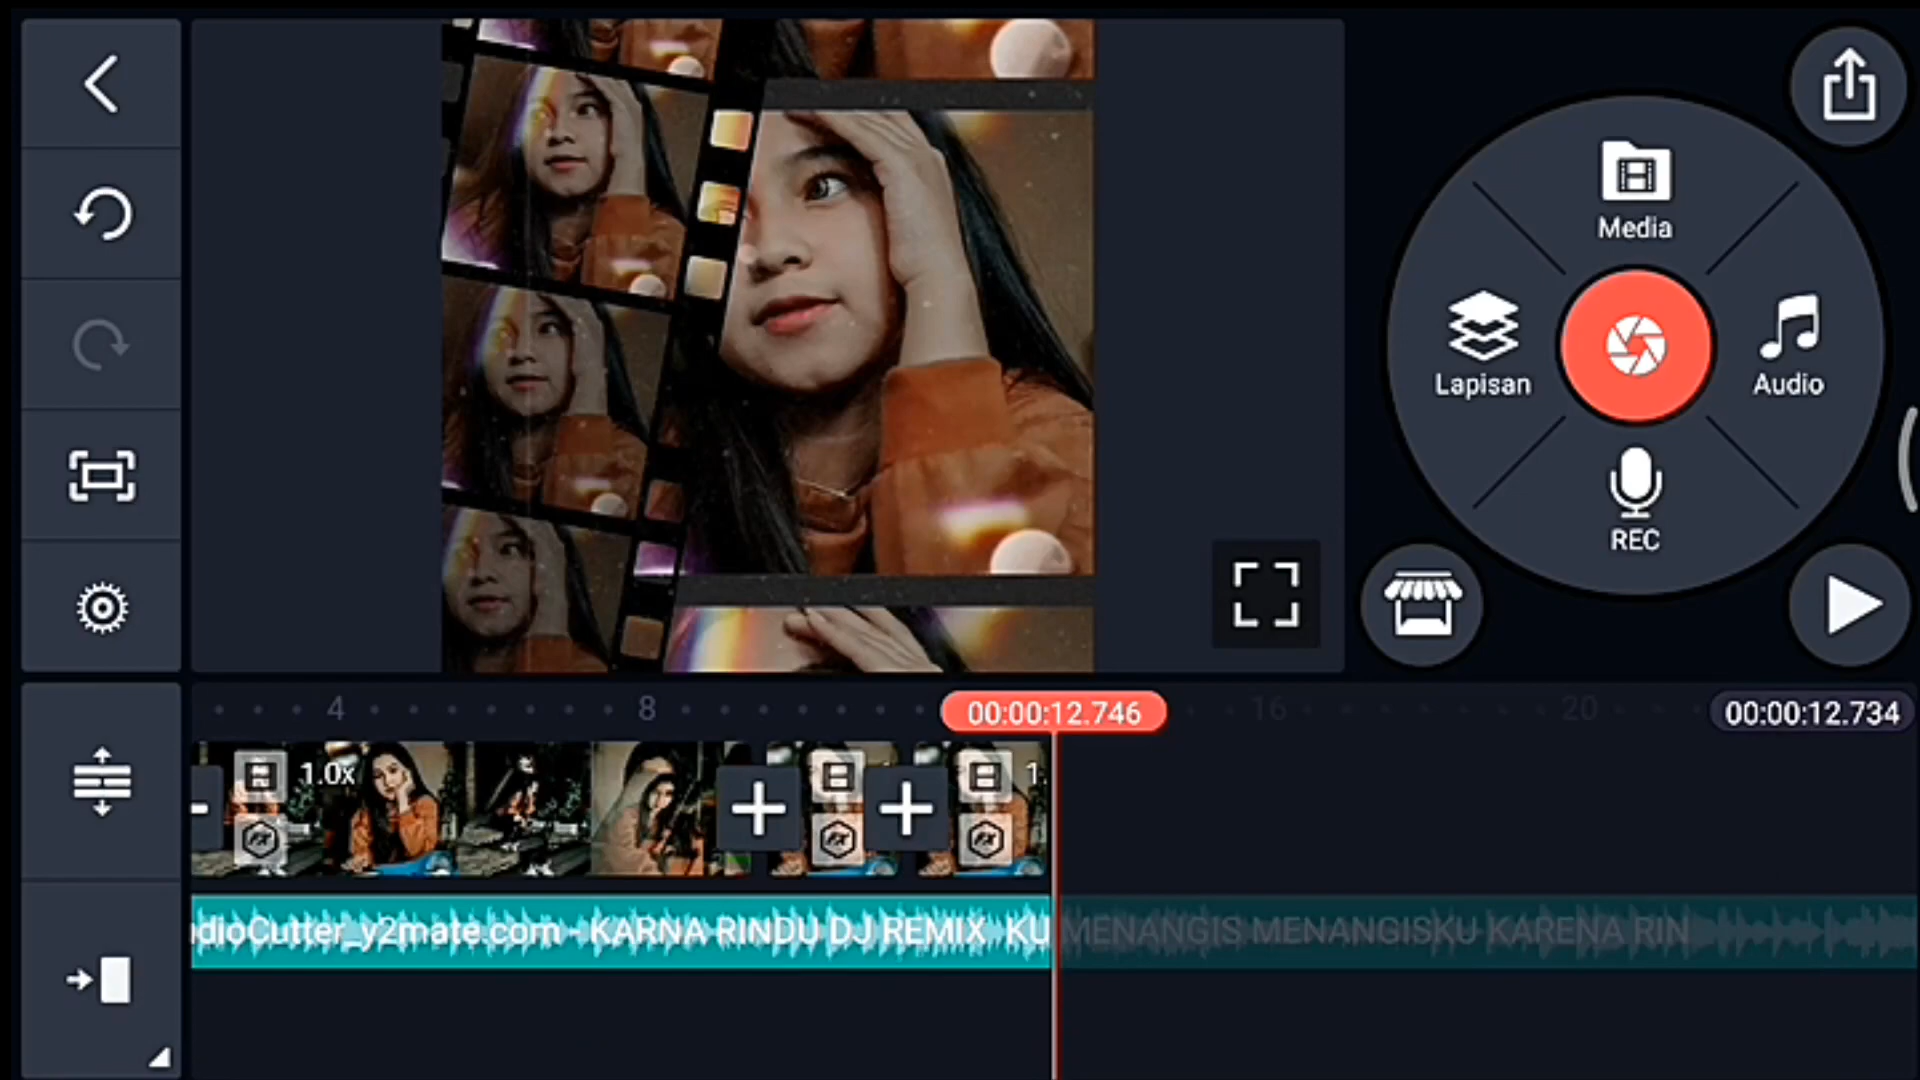 Media
Lapisan
Audio
REC
4
8
00:00:12.746
16
20
00:00:12.734
1.0x
1.
dioCutter_y2mate.com - KARNA RINDU DJ REMIX KU MENANGIS MENANGISKU KARENA RIN